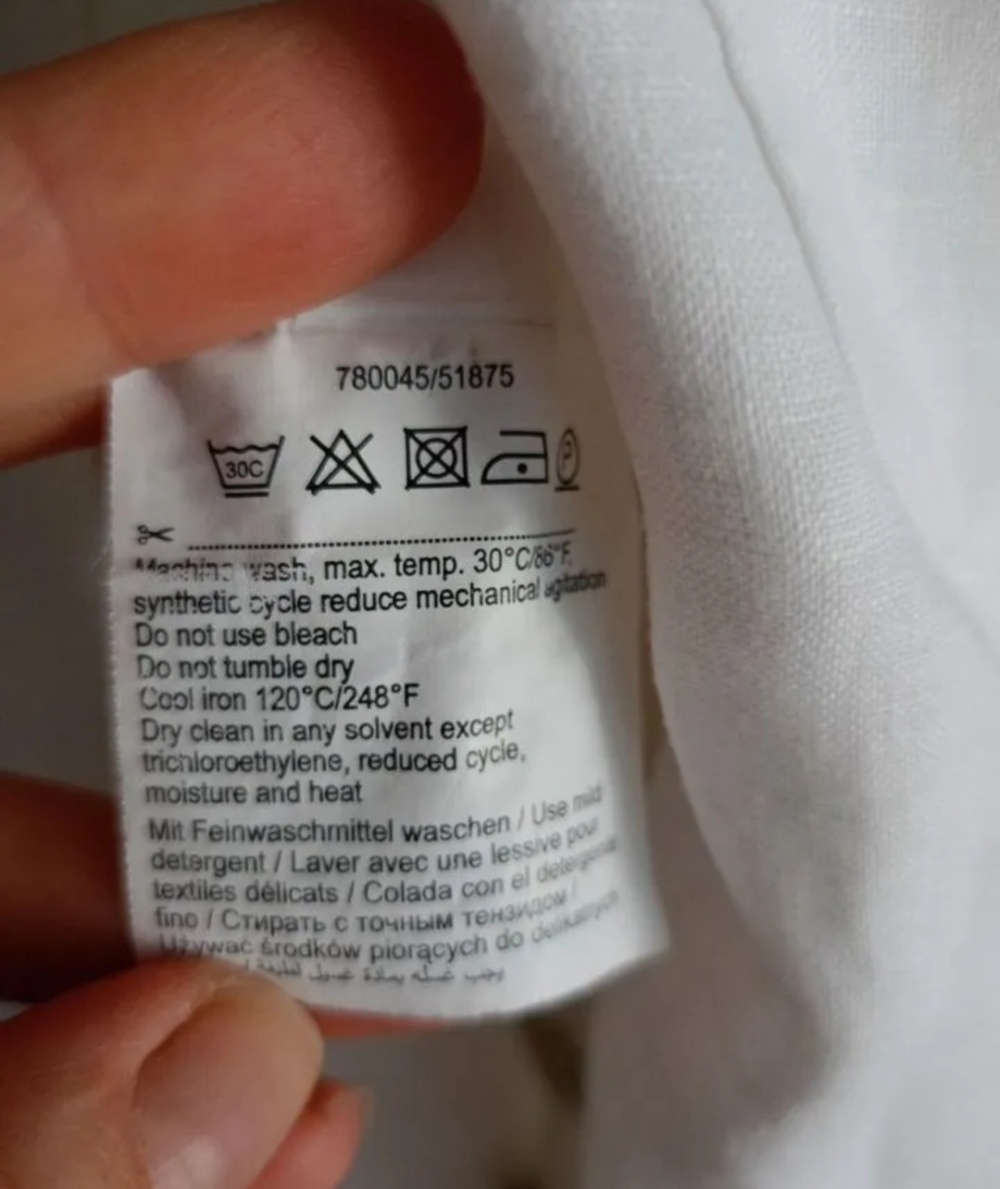 780045/51875
30C
P
Machine wash, max. temp. 30°C/86°F.
synthetic cycle reduce mechanical agitation
Do not use bleach
Do not tumble dry
Cool iron 120°C/248°F
Dry clean in any solvent except
trichloroethylene, reduced cycle,
moisture and heat
Mit Feinwaschmittel waschen / Use mild
detergent / Laver avec une lessive pour
textiles délicats / Colada con el detergente
fino / Стирать с точным тензидом /
Używać środków piorących do delikatnych